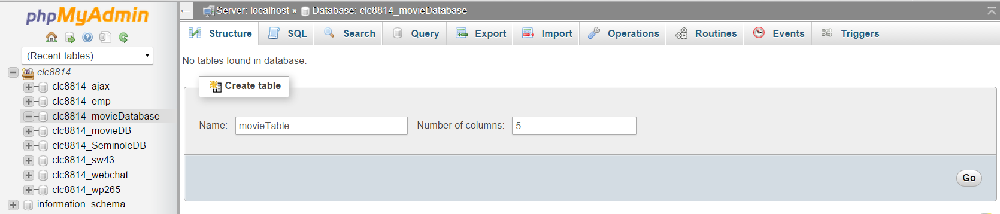 phpMyAdmin
(Recent tables) ...
clc8814
clc8814_ajax
clc8814_emp
clc8814_movieDatabase
clc8814_movieDB
clc8814_SeminoleDB
clc8814_sw43
clc8814_webchat
clc8814_wp265
information_schema
Server: localhost » Database: clc8814_movieDatabase
Structure SQL Search Query Export Import Operations Routines Events Triggers
No tables found in database.
Create table
Name: movieTable Number of columns: 5
Go